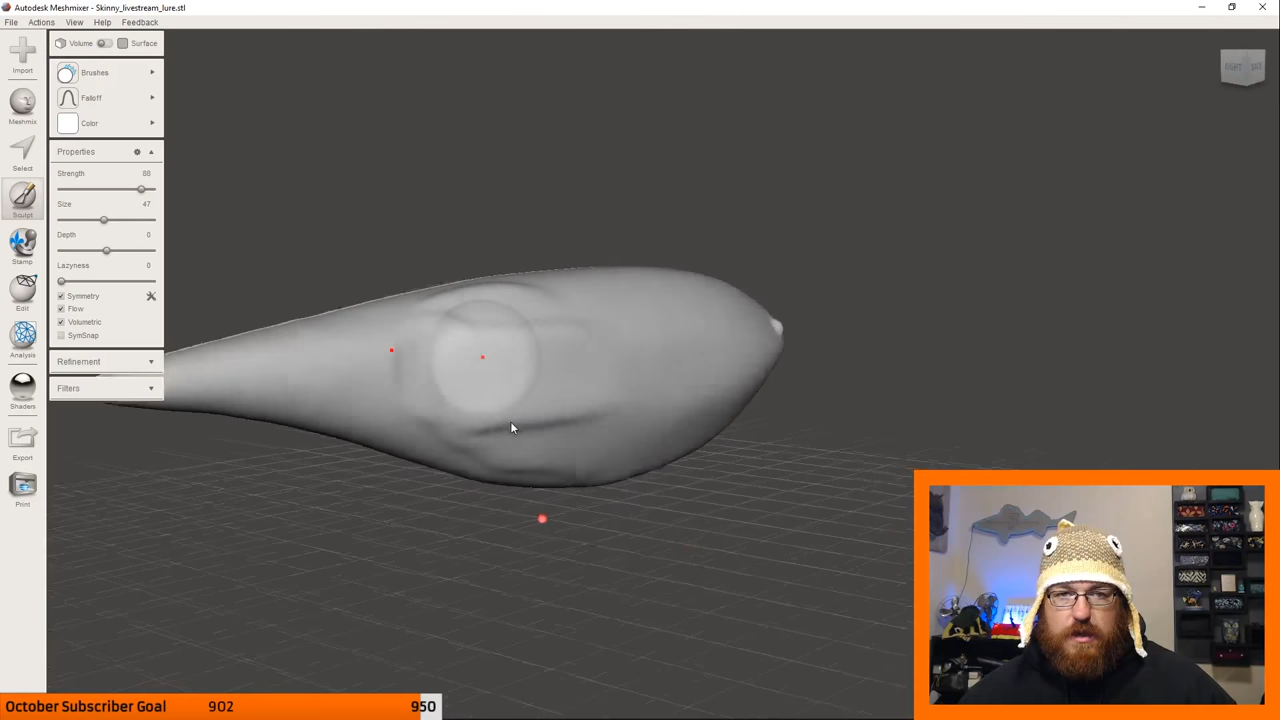 Autodesk Meshmixer - Skinny_livestream_lure.stl
File Actions View Help Feedback
Import
Meshmix
Select
Sculpt
Stamp
Edit
Analysis
Shaders
Export
Print
Volume Surface
Brushes
Falloff
Color
Properties
Strength 88
Size 47
Depth 0
Lazyness 0
Symmetry
Flow
Volumetric
SymSnap
Refinement
Filters
RIGHT
October Subscriber Goal 902 950